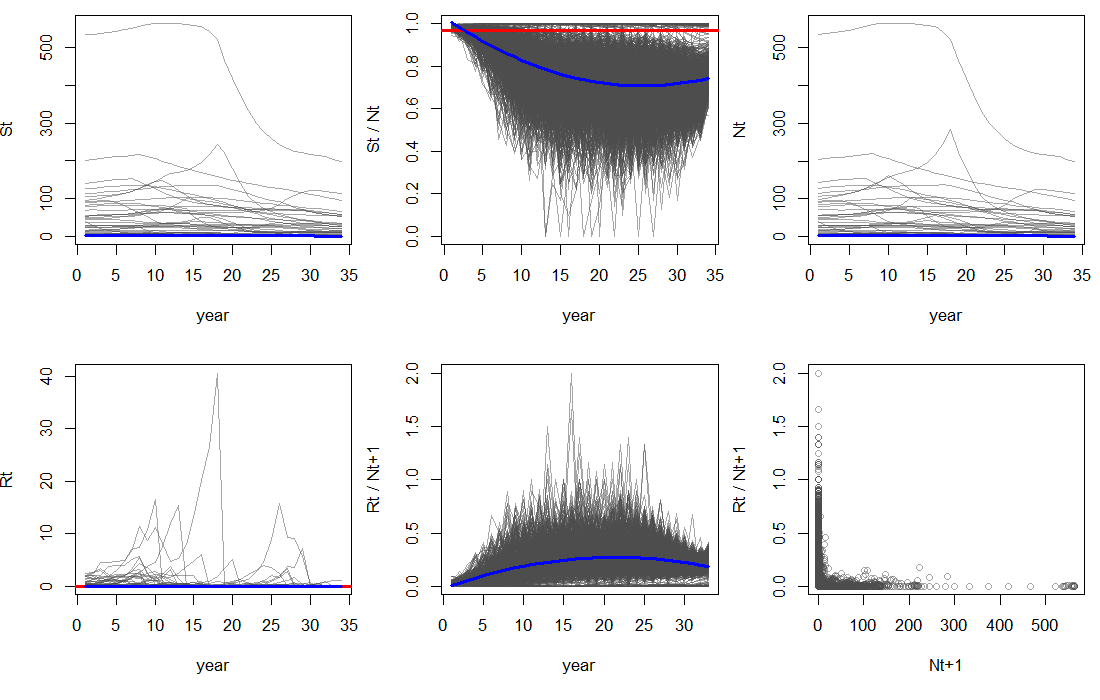 St
0 100 300 500
0 5 10 15 20 25 30 35
year
St / Nt
0.0 0.2 0.4 0.6 0.8 1.0
0 5 10 15 20 25 30 35
year
Nt
0 100 300 500
0 5 10 15 20 25 30 35
year
Rt
0 10 20 30 40
0 5 10 15 20 25 30 35
year
Rt / Nt+1
0.0 0.5 1.0 1.5 2.0
0 5 10 15 20 25 30
year
Rt / Nt+1
0.0 0.5 1.0 1.5 2.0
0 100 200 300 400 500
Nt+1